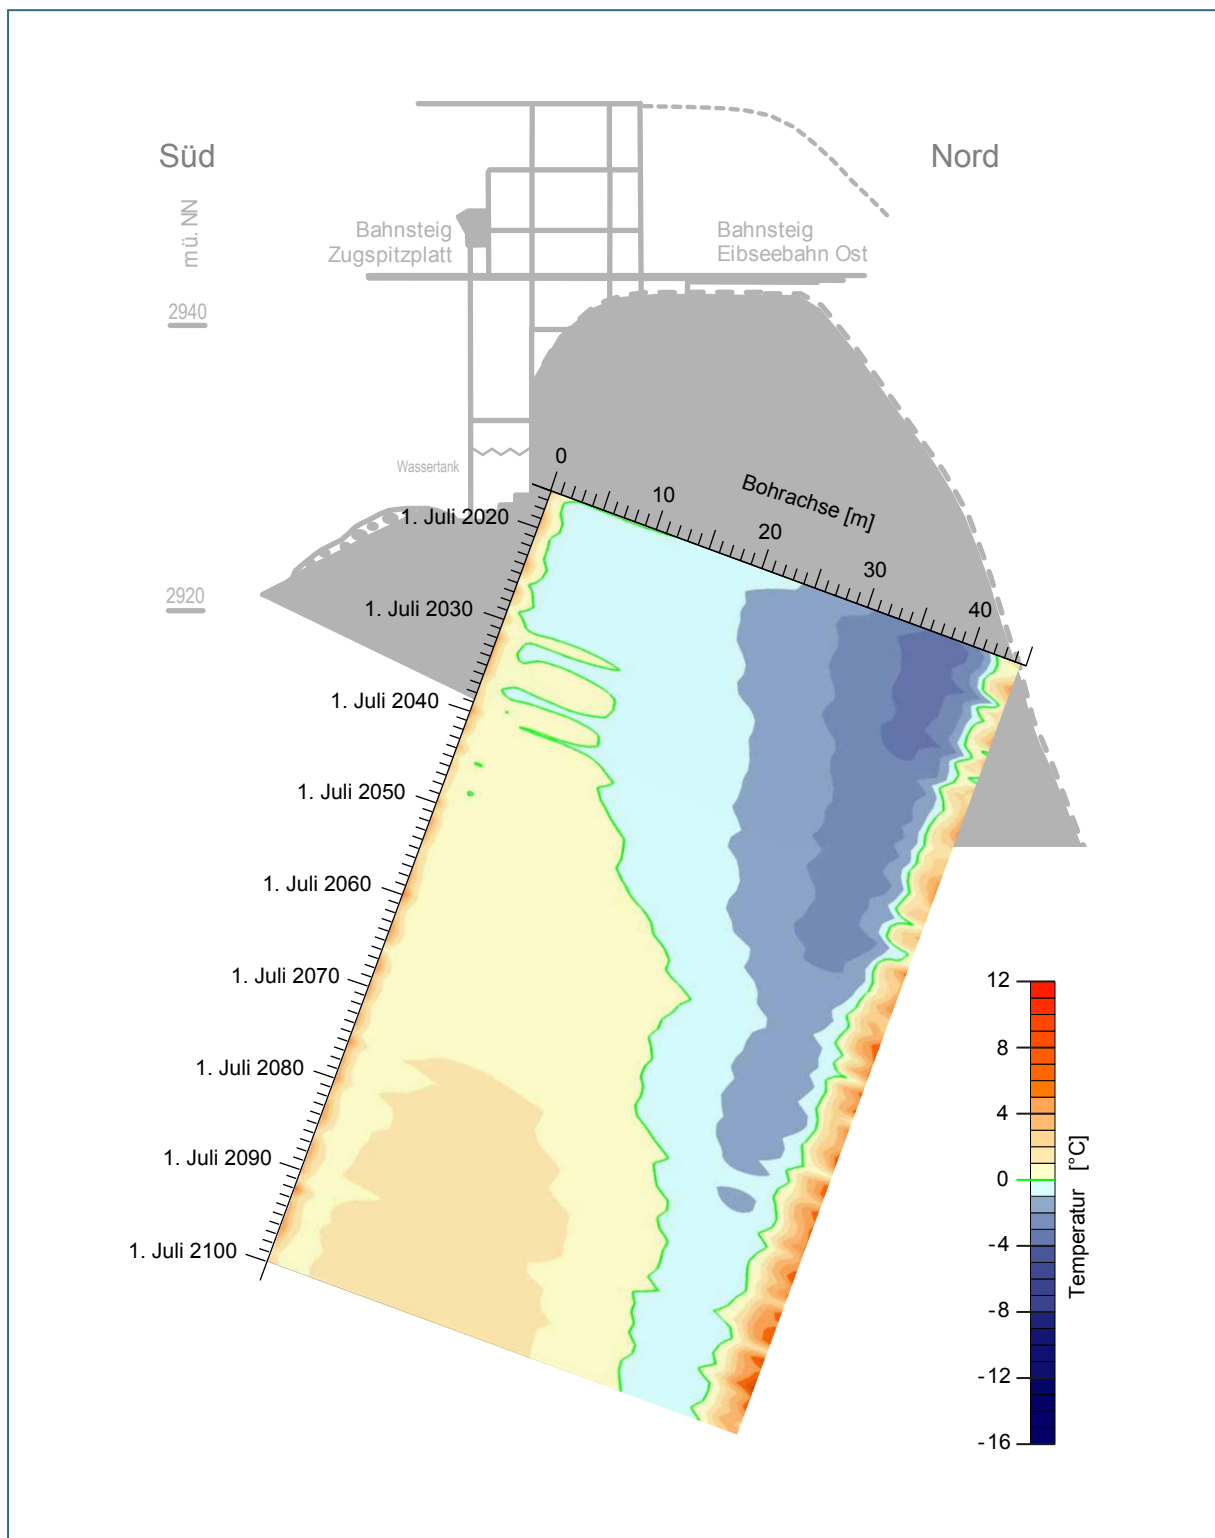 Süd
Nord
mü. NN
Bahnsteig
Zugspitzplatt
Bahnsteig
Eibseebahn Ost
2940
Wassertank
2920
0
10
20
30
40
Bohrachse [m]
1. Juli 2020
1. Juli 2030
1. Juli 2040
1. Juli 2050
1. Juli 2060
1. Juli 2070
1. Juli 2080
1. Juli 2090
1. Juli 2100
12
8
4
0
-4
-8
-12
-16
Temperatur [°C]